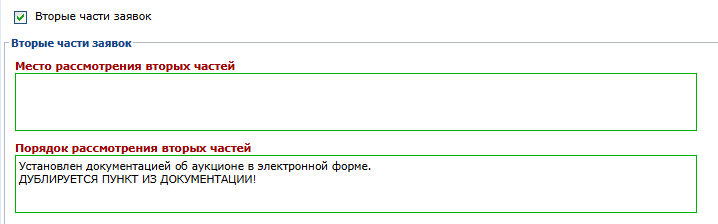 Вторые части заявок
Вторые части заявок
Место рассмотрения вторых частей
Порядок рассмотрения вторых частей
Установлен документацией об аукционе в электронной форме.
ДУБЛИРУЕТСЯ ПУНКТ ИЗ ДОКУМЕНТАЦИИ!